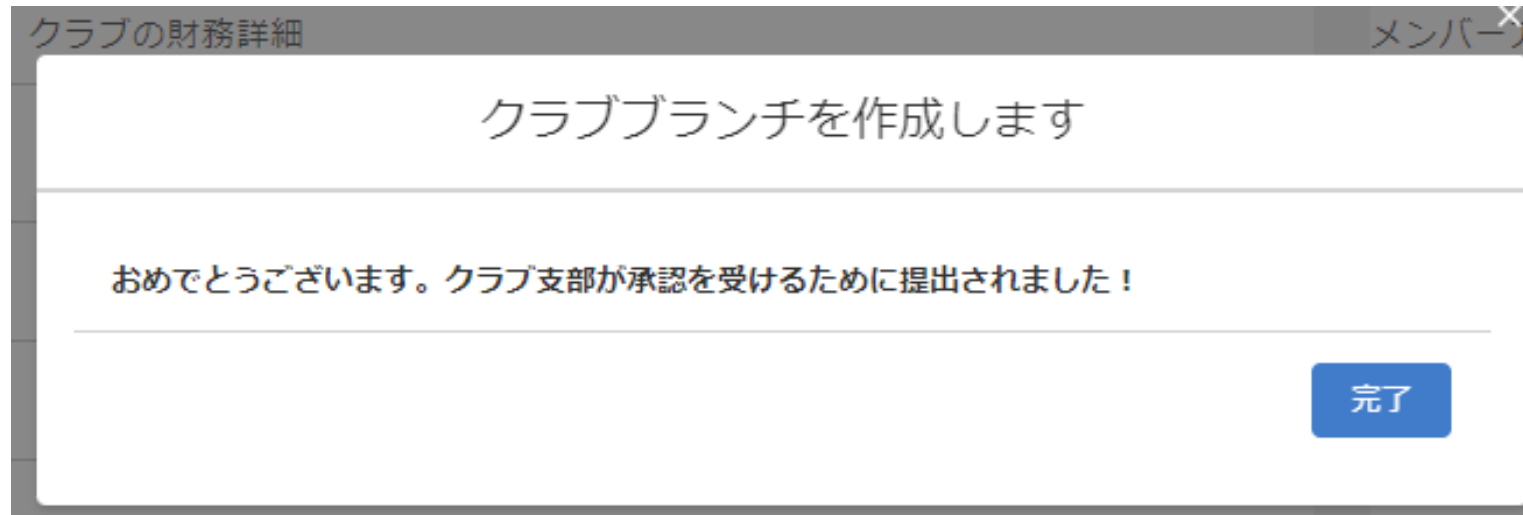 クラブの財務詳細
メンバー
クラブブランチを作成します
おめでとうございます。クラブ支部が承認を受けるために提出されました！
完了